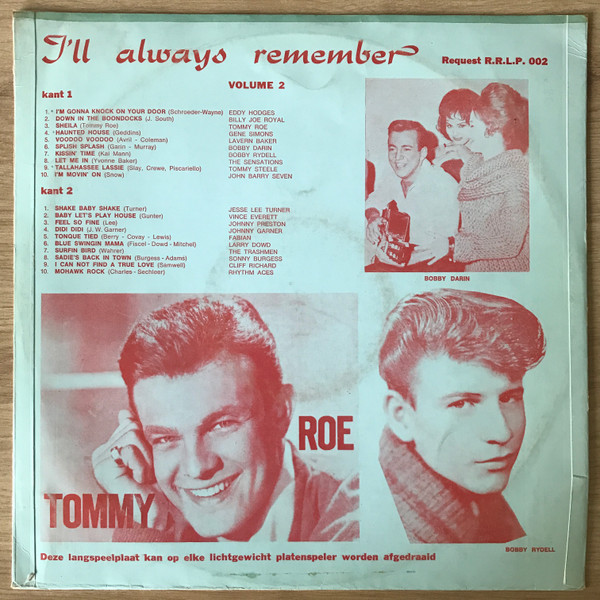 I'll always remember
Request R.R.L.P. 002
VOLUME 2
kant 1
1. * I'M GONNA KNOCK ON YOUR DOOR (Schroeder-Wayne) EDDY HODGES
2. DOWN IN THE BOONDOCKS (J. South) BILLY JOE ROYAL
3. SHEILA (Tommy Roe) TOMMY ROE
4. * HAUNTED HOUSE (Geddins) GENE SIMONS
5. VOODOO VOODOO (Avril - Coleman) LAVERN BAKER
6. SPLISH SPLASH (Garin - Murray) BOBBY DARIN
7. KISSIN' TIME (Kal Mann) BOBBY RYDELL
8. LET ME IN (Yvonne Baker) THE SENSATIONS
9. * TALLAHASSEE LASSIE (Slay, Crewe, Piscariello) TOMMY STEELE
10. I'M MOVIN' ON (Snow) JOHN BARRY SEVEN
kant 2
1. SHAKE BABY SHAKE (Turner) JESSE LEE TURNER
2. BABY LET'S PLAY HOUSE (Gunter) VINCE EVERETT
3. FEEL SO FINE (Lee) JOHNNY PRESTON
4. DIDI DIDI (J.W. Garner) JOHNNY GARNER
5. TONGUE TIED (Berry - Covay - Lewis) FABIAN
6. BLUE SWINGIN MAMA (Fiscel - Dowd - Mitchel) LARRY DOWD
7. SURFIN BIRD (Wahrer) THE TRASHMEN
8. SADIE'S BACK IN TOWN (Burgess - Adams) SONNY BURGESS
9. I CAN NOT FIND A TRUE LOVE (Samwell) CLIFF RICHARD
10. MOHAWK ROCK (Charles - Sechliner) RHYTHM ACES
BOBBY DARIN
ROE
TOMMY
BOBBY RYDELL
Deze langspeelplaat kan op elke lichtgewicht platenspeler worden afgedraaid